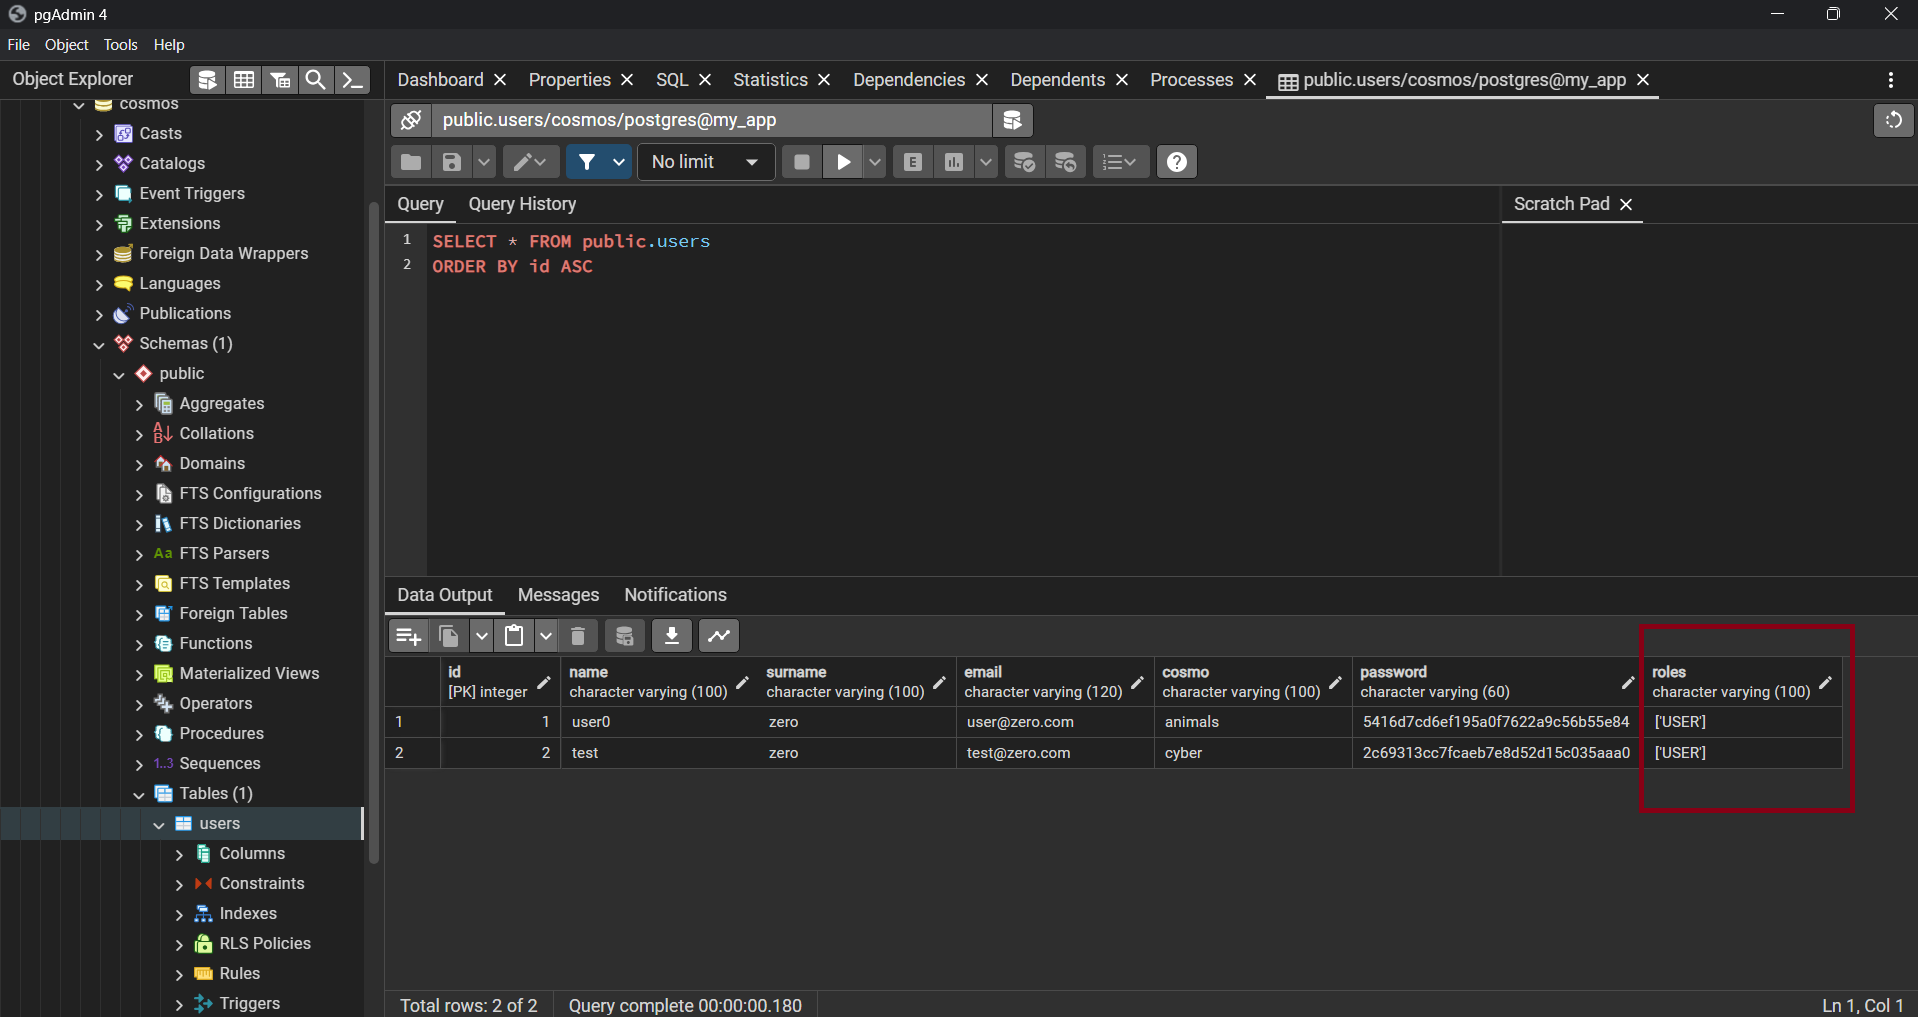 pgAdmin 4
File Object Tools Help
Object Explorer
cosmos
Casts
Catalogs
Event Triggers
Extensions
Foreign Data Wrappers
Languages
Publications
Schemas (1)
public
Aggregates
Collations
Domains
FTS Configurations
FTS Dictionaries
Aa FTS Parsers
FTS Templates
Foreign Tables
Functions
Materialized Views
Operators
Procedures
1..3 Sequences
Tables (1)
users
Columns
Constraints
Indexes
RLS Policies
Rules
Triggers
Dashboard Properties SQL Statistics Dependencies Dependents Processes public.users/cosmos/postgres@my_app
public.users/cosmos/postgres@my_app
No limit E
Query Query History Scratch Pad
1 SELECT * FROM public.users
2 ORDER BY id ASC
Data Output Messages Notifications
id name surname email cosmo password roles
[PK] integer character varying (100) character varying (100) character varying (120) character varying (100) character varying (60) character varying (100)
1 1 user0 zero user@zero.com animals 5416d7cd6ef195a0f7622a9c56b55e84 ['USER']
2 2 test zero test@zero.com cyber 2c69313cc7fcaeb7e8d52d15c035aaa0 ['USER']
Total rows: 2 of 2 Query complete 00:00:00.180 Ln 1, Col 1